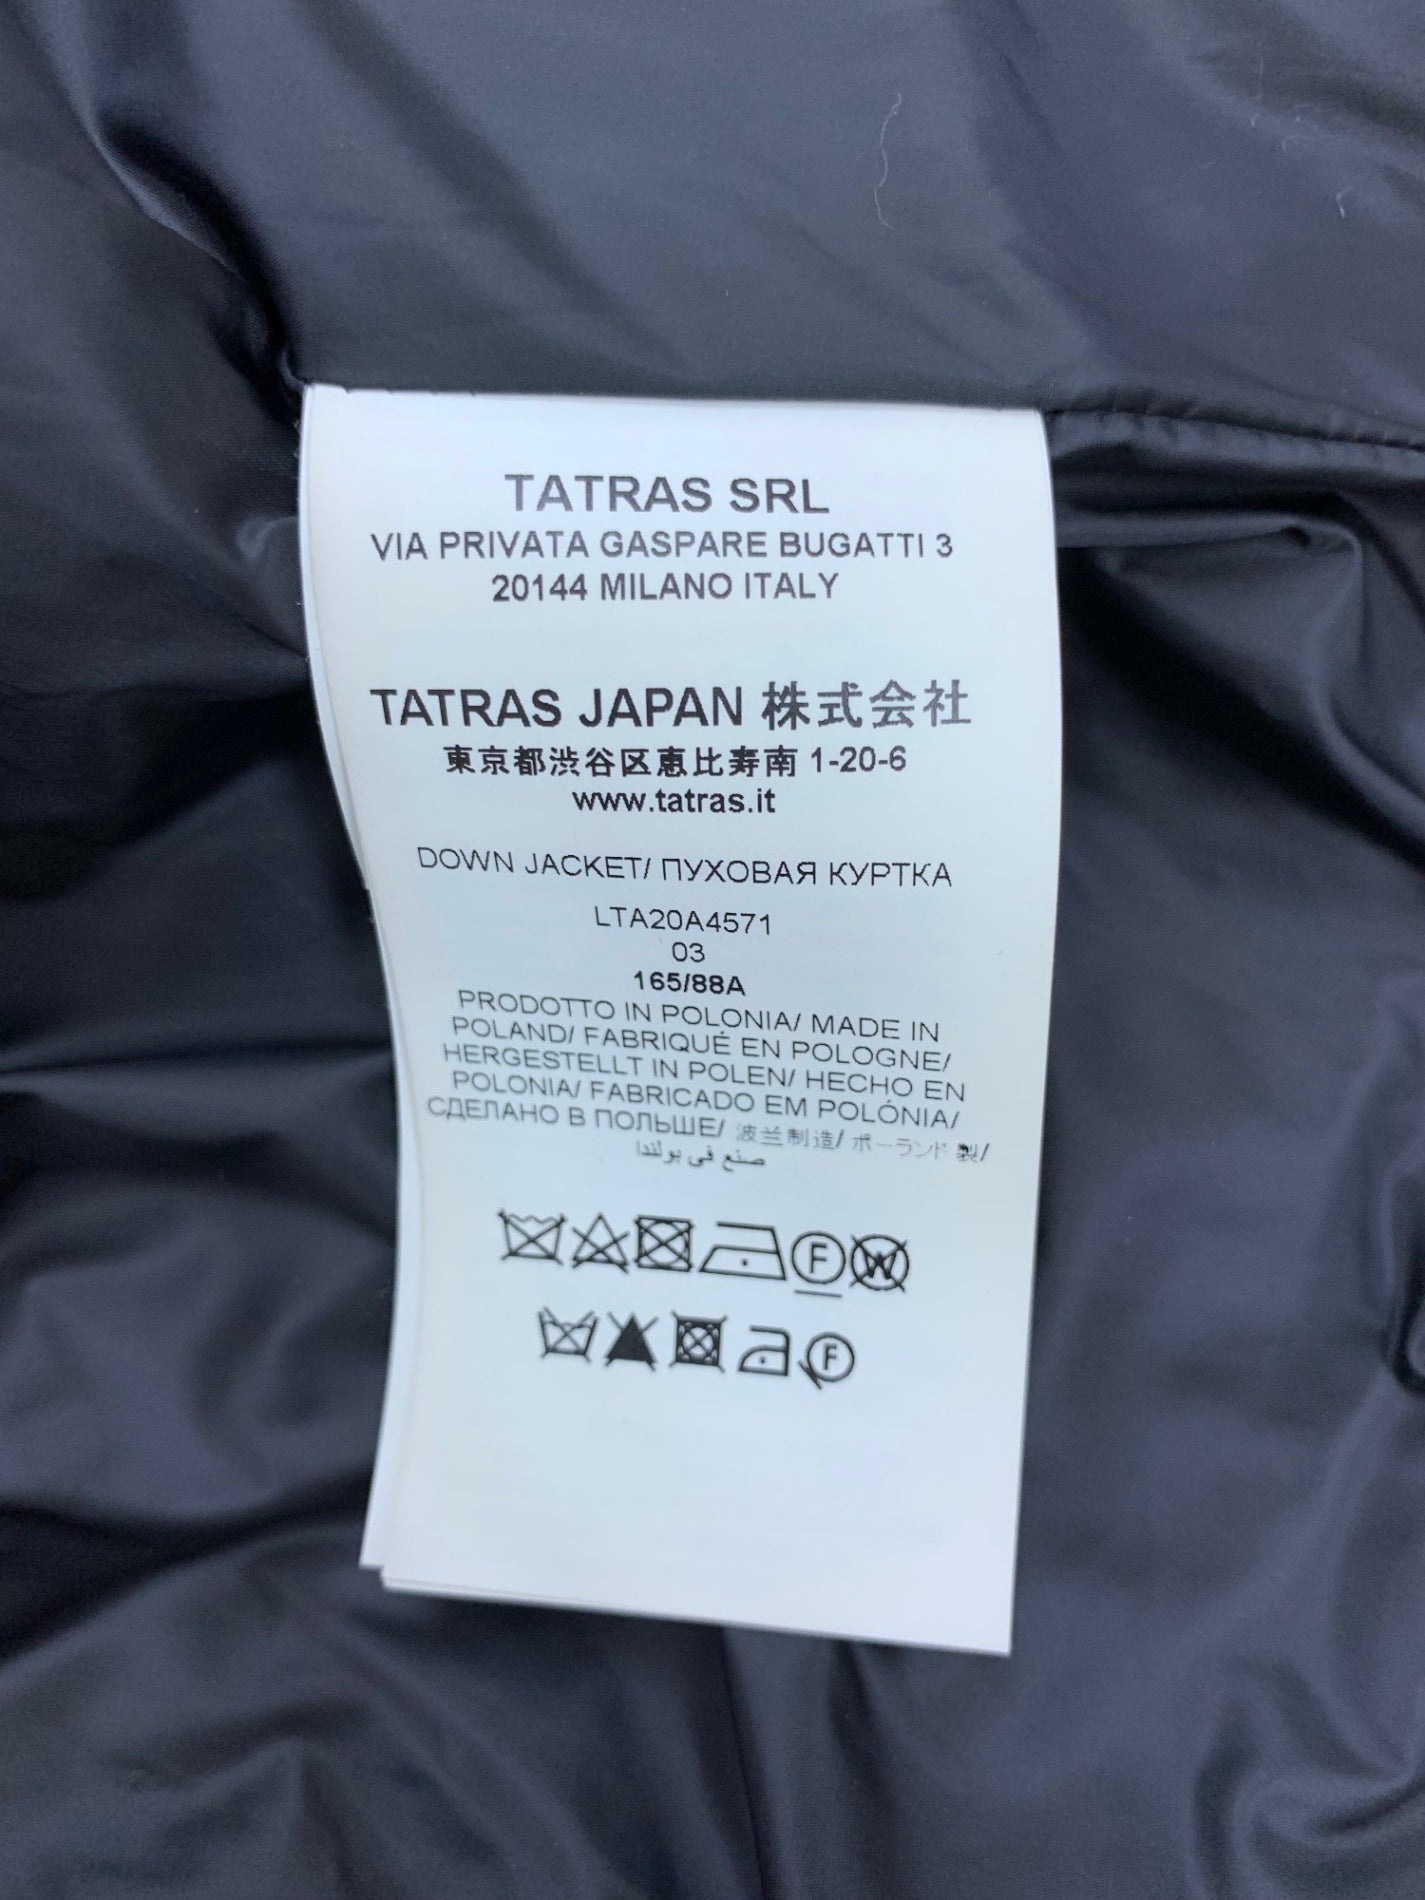 TATRAS SRL
VIA PRIVATA GASPARE BUGATTI 3
20144 MILANO ITALY
TATRAS JAPAN 株式会社
東京都渋谷区恵比寿南 1-20-6
www.tatras.it
DOWN JACKET/ ПУХОВАЯ КУРТКА
LTA20A4571
03
165/88A
PRODOTTO IN POLONIA/ MADE IN
POLAND/ FABRIQUÉ EN POLOGNE/
HERGESTELLT IN POLEN/ HECHO EN
POLONIA/ FABRICADO EM POLÓNIA/
СДЕЛАНО В ПОЛЬШЕ/ 波兰制造/ ポーランド 製/
صنع في بولندا
F W
F